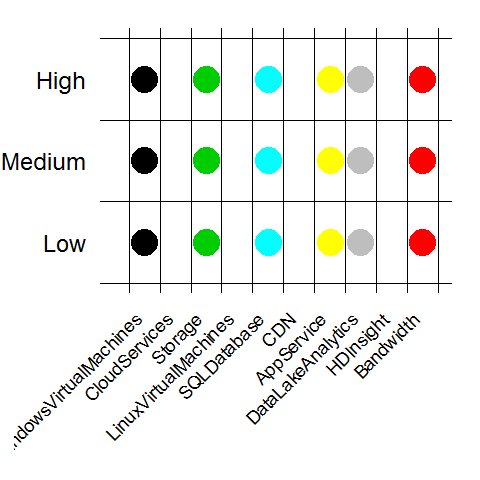 High
Medium
Low
ndowsVirtualMachines
CloudServices
Storage
LinuxVirtualMachines
SQLDatabase
CDN
AppService
DataLakeAnalytics
HDInsight
Bandwidth